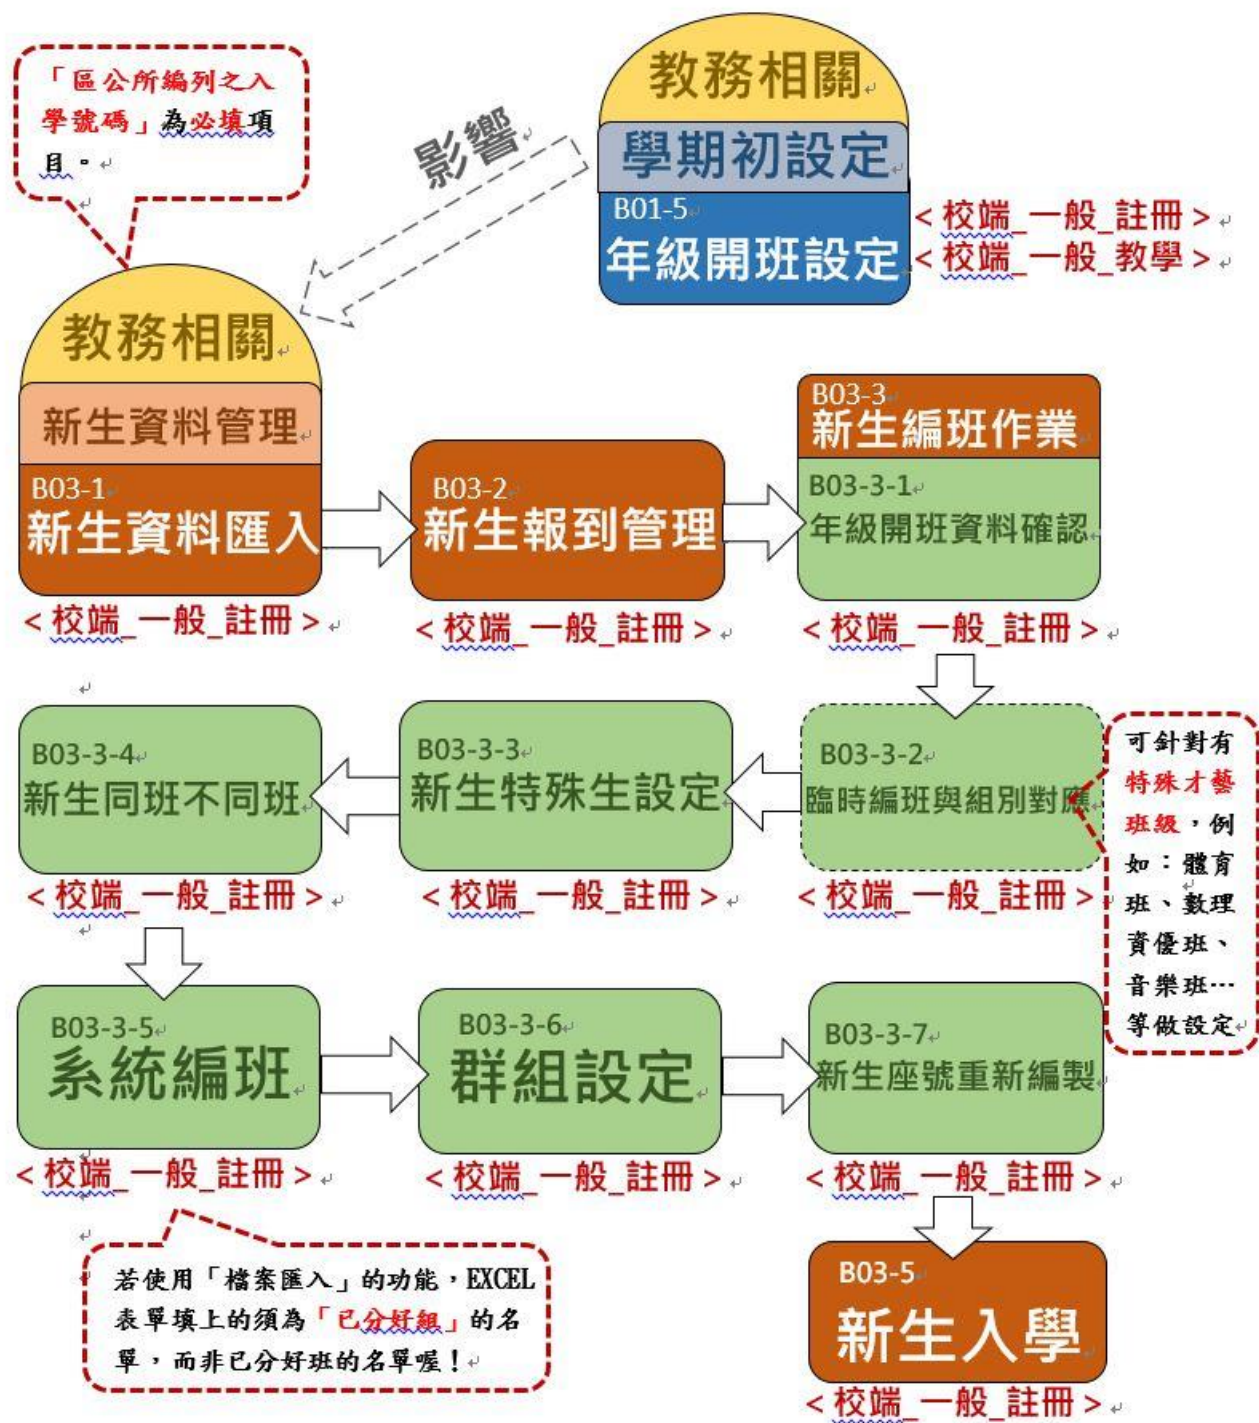 「區公所編列之入
學號碼」為必填項
目。
教務相關
學期初設定
B01-5
年級開班設定
<校端_一般_註冊>
<校端_一般_教學>
影響
教務相關
新生資料管理
B03-1
新生資料匯入
<校端_一般_註冊>
B03-2
新生報到管理
<校端_一般_註冊>
B03-3
新生編班作業
B03-3-1
年級開班資料確認
<校端_一般_註冊>
B03-3-2
臨時編班與組別對應
<校端_一般_註冊>
可針對有
特殊才藝
班級,例
如:體育
班、數理
資優班、
音樂班…
等做設定
B03-3-3
新生特殊生設定
<校端_一般_註冊>
B03-3-4
新生同班不同班
<校端_一般_註冊>
B03-3-5
系統編班
<校端_一般_註冊>
若使用「檔案匯入」的功能,EXCEL
表單填上的須為「已分好組」的名
單,而非已分好班的名單喔!
B03-3-6
群組設定
<校端_一般_註冊>
B03-3-7
新生座號重新編製
<校端_一般_註冊>
B03-5
新生入學
<校端_一般_註冊>